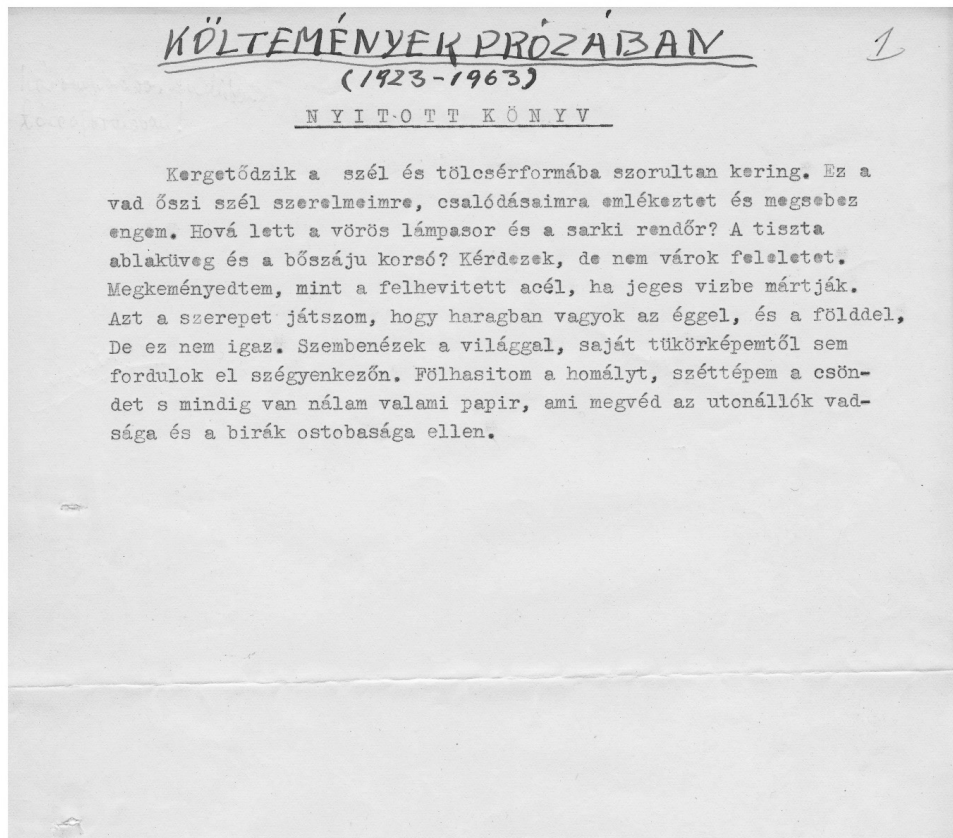 KÖLTEMÉNYEK PRÓZÁBAN
1
(1923-1963)
NYITOTT KÖNYV
Kergetődzik a szél és tölcsérformába szorultan kering. Ez a
vad őszi szél szerelmeimre, csalódásaimra emlékeztet és megsebez
engem. Hová lett a vörös lámpasor és a sarki rendőr? A tiszta
ablaküveg és a bőszáju korsó? Kérdezek, de nem várok feleletet.
Megkeményedtem, mint a felhevitett acél, ha jeges vizbe mártják.
Azt a szerepet játszom, hogy haragban vagyok az éggel, és a földdel,
De ez nem igaz. Szembenézek a világgal, saját tükörképemtől sem
fordulok el szégyenkezőn. Fölhasitom a homályt, széttépem a csön-
det s mindig van nálam valami papir, ami megvéd az utonállók vad-
sága és a birák ostobasága ellen.